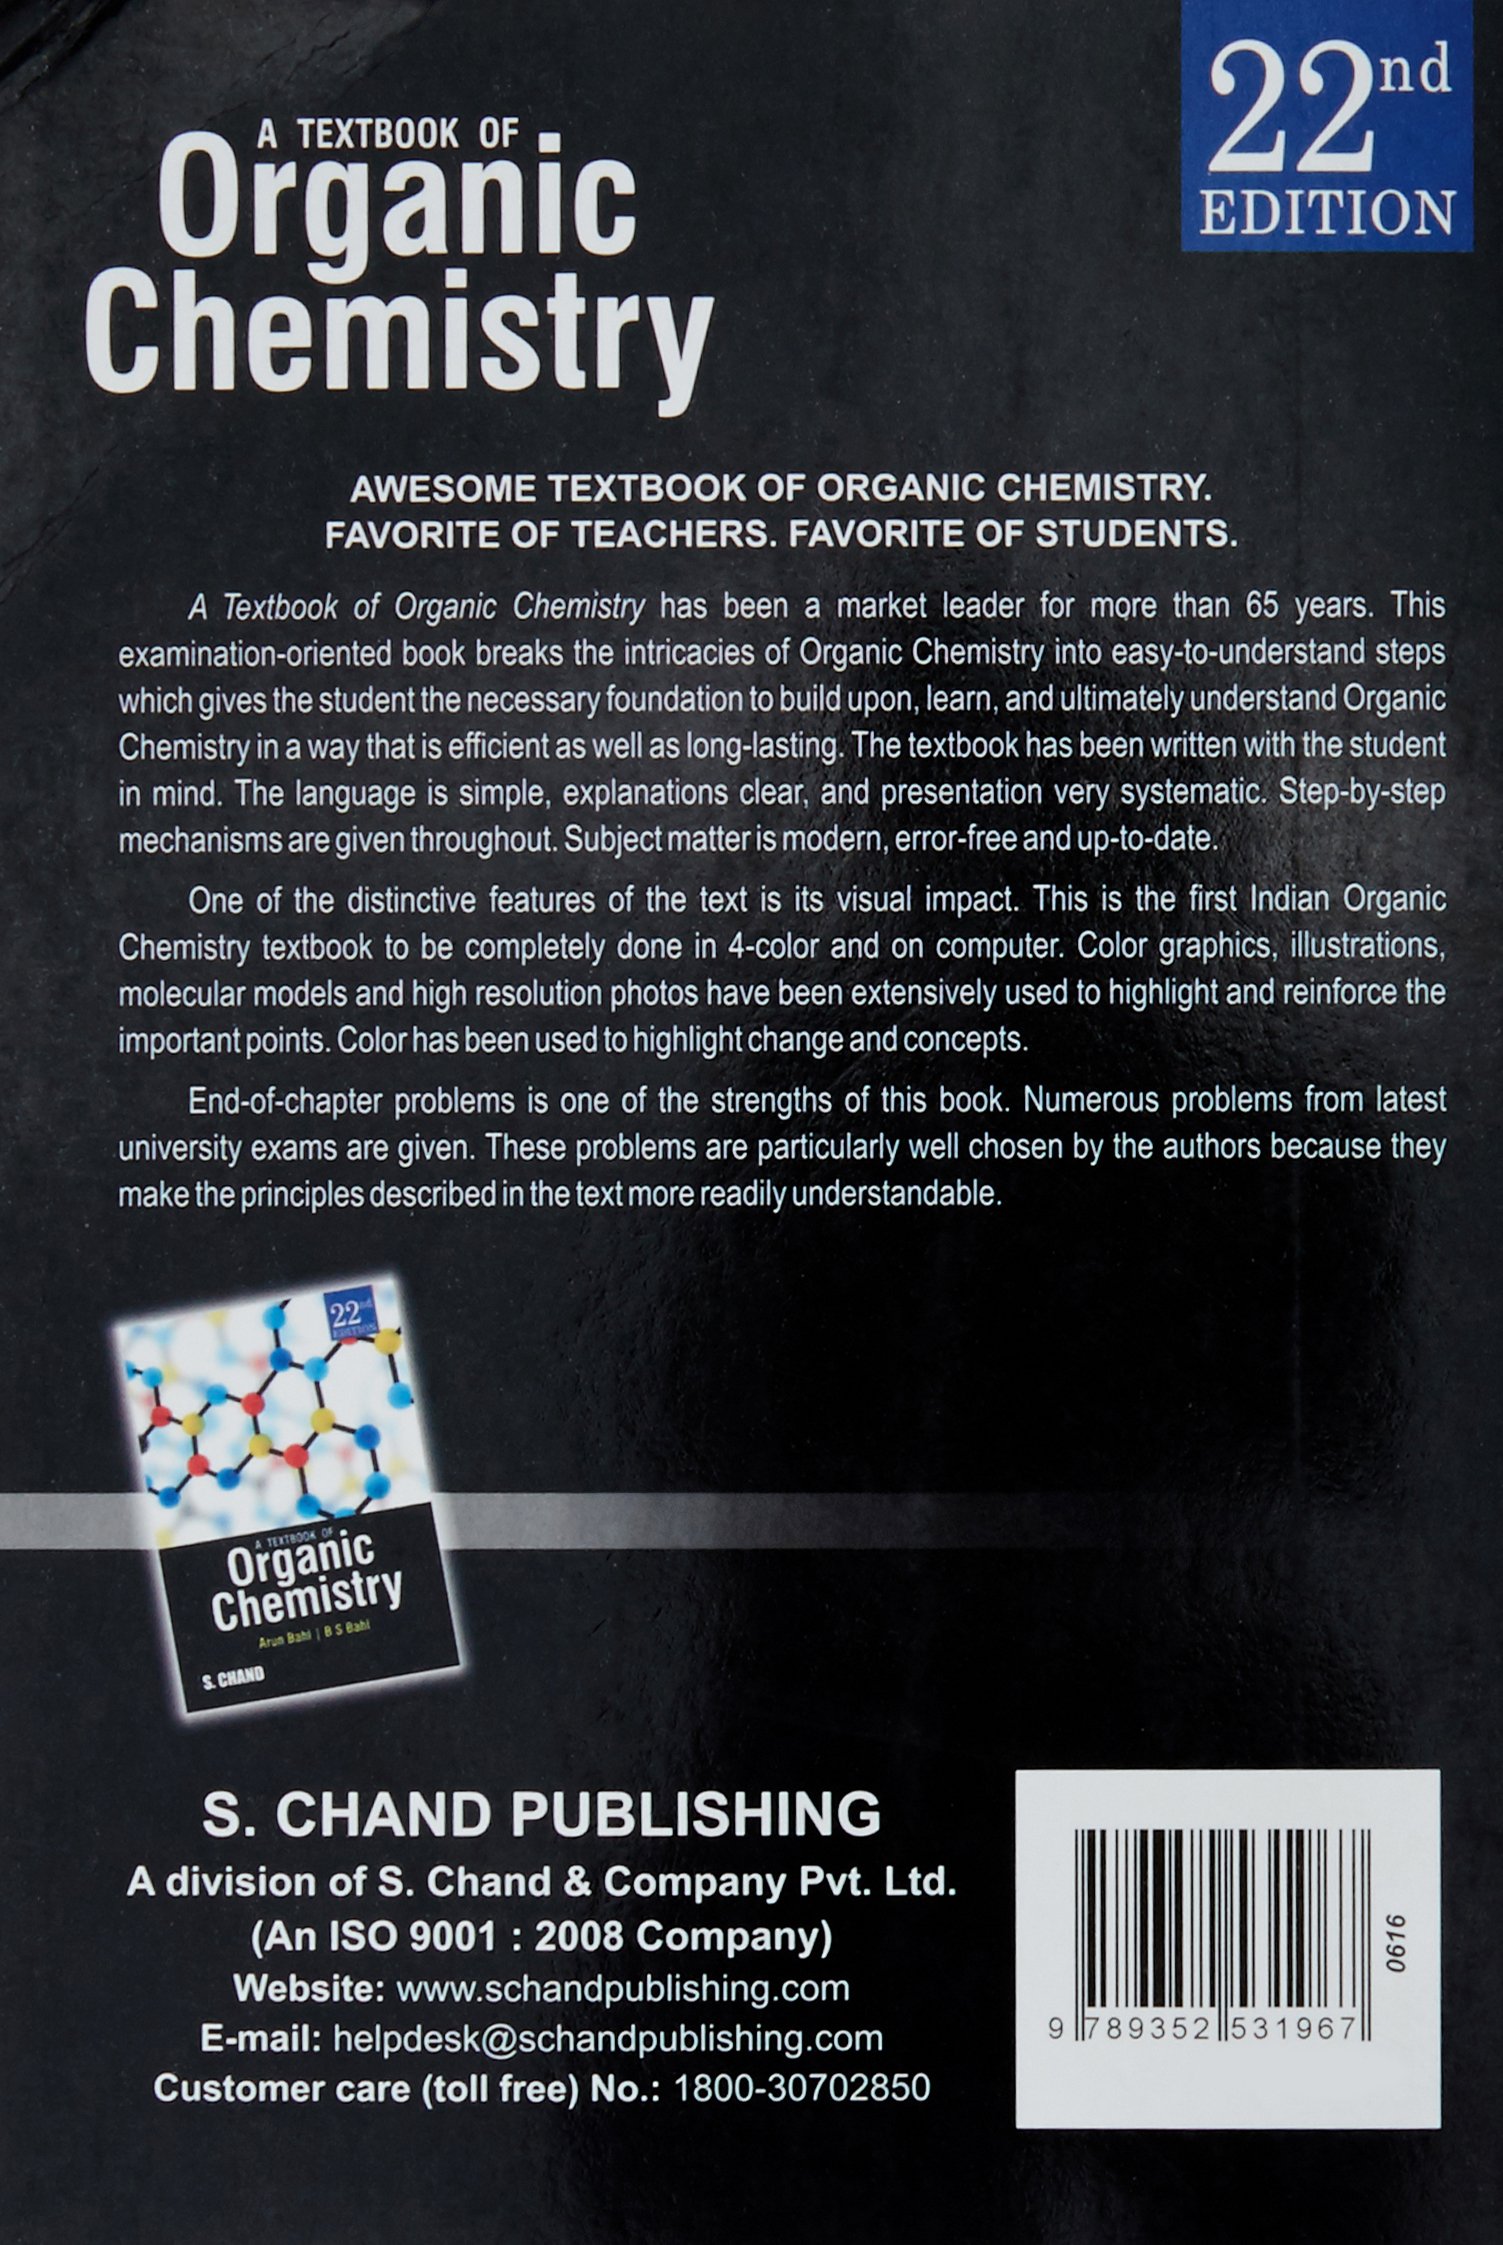 22nd
EDITION
A TEXTBOOK OF
Organic
Chemistry
AWESOME TEXTBOOK OF ORGANIC CHEMISTRY.
FAVORITE OF TEACHERS. FAVORITE OF STUDENTS.
A Textbook of Organic Chemistry has been a market leader for more than 65 years. This
examination-oriented book breaks the intricacies of Organic Chemistry into easy-to-understand steps
which gives the student the necessary foundation to build upon, learn, and ultimately understand Organic
Chemistry in a way that is efficient as well as long-lasting. The textbook has been written with the student
in mind. The language is simple, explanations clear, and presentation very systematic. Step-by-step
mechanisms are given throughout. Subject matter is modern, error-free and up-to-date.
One of the distinctive features of the text is its visual impact. This is the first Indian Organic
Chemistry textbook to be completely done in 4-color and on computer. Color graphics, illustrations,
molecular models and high resolution photos have been extensively used to highlight and reinforce the
important points. Color has been used to highlight change and concepts.
End-of-chapter problems is one of the strengths of this book. Numerous problems from latest
university exams are given. These problems are particularly well chosen by the authors because they
make the principles described in the text more readily understandable.
22nd
EDITION
A TEXTBOOK OF
Organic
Chemistry
Arun Bahl | B S Bahl
S. CHAND
S. CHAND PUBLISHING
A division of S. Chand & Company Pvt. Ltd.
(An ISO 9001 : 2008 Company)
Website: www.schandpublishing.com
E-mail: helpdesk@schandpublishing.com
Customer care (toll free) No.: 1800-30702850
0616
9 789352 531967